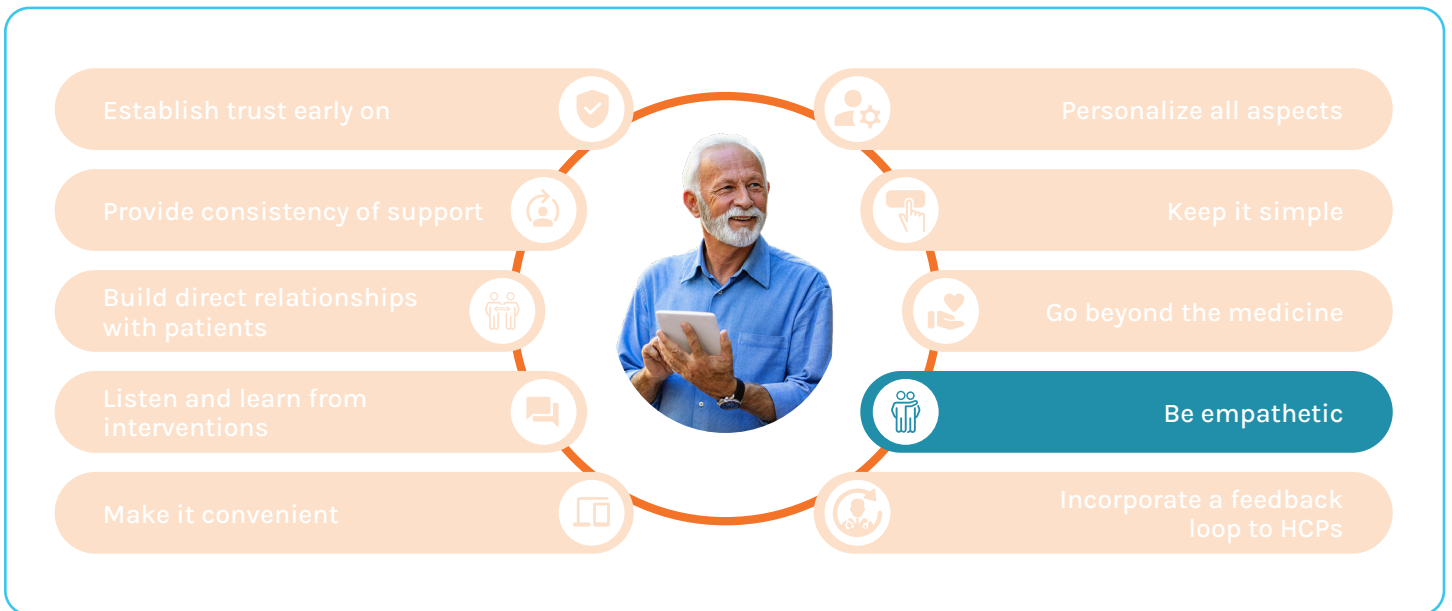 Establish trust early on
Provide consistency of support
Build direct relationships
with patients
Listen and learn from
interventions
Make it convenient
Personalize all aspects
Keep it simple
Go beyond the medicine
Be empathetic
Incorporate a feedback
loop to HCPs